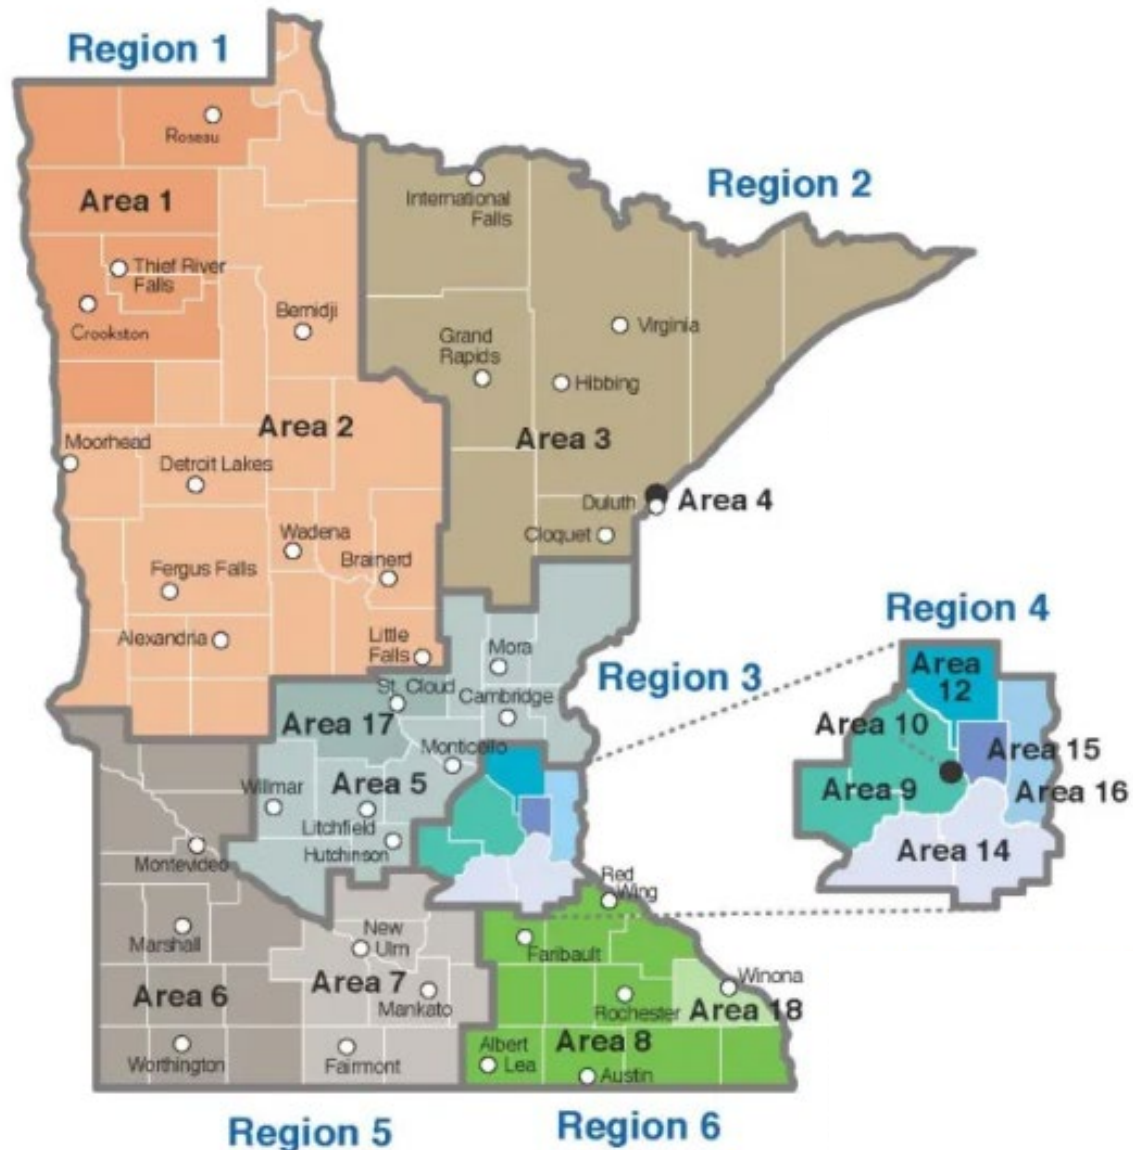 Region 1
Roseau
Area 1
International
Falls
Region 2
Thief River
Falls
Crookston
Bemidji
Grand
Rapids
Virginia
Hibbing
Area 2
Area 3
Moorhead
Detroit Lakes
Duluth
Area 4
Cloquet
Wadena
Brainerd
Fergus Falls
Alexandria
Little
Falls
Mora
Region 3
Region 4
St. Cloud
Cambridge
Area 17
Monticello
Area
12
Area 10
Area 15
Area 9
Area 16
Area 14
Willmar
Area 5
Litchfield
Hutchinson
Montevideo
Red
Wing
Marshall
New
Ulm
Faribault
Area 6
Area 7
Mankato
Winona
Rochester
Area 18
Worthington
Fairmont
Albert
Lea
Area 8
Austin
Region 5
Region 6